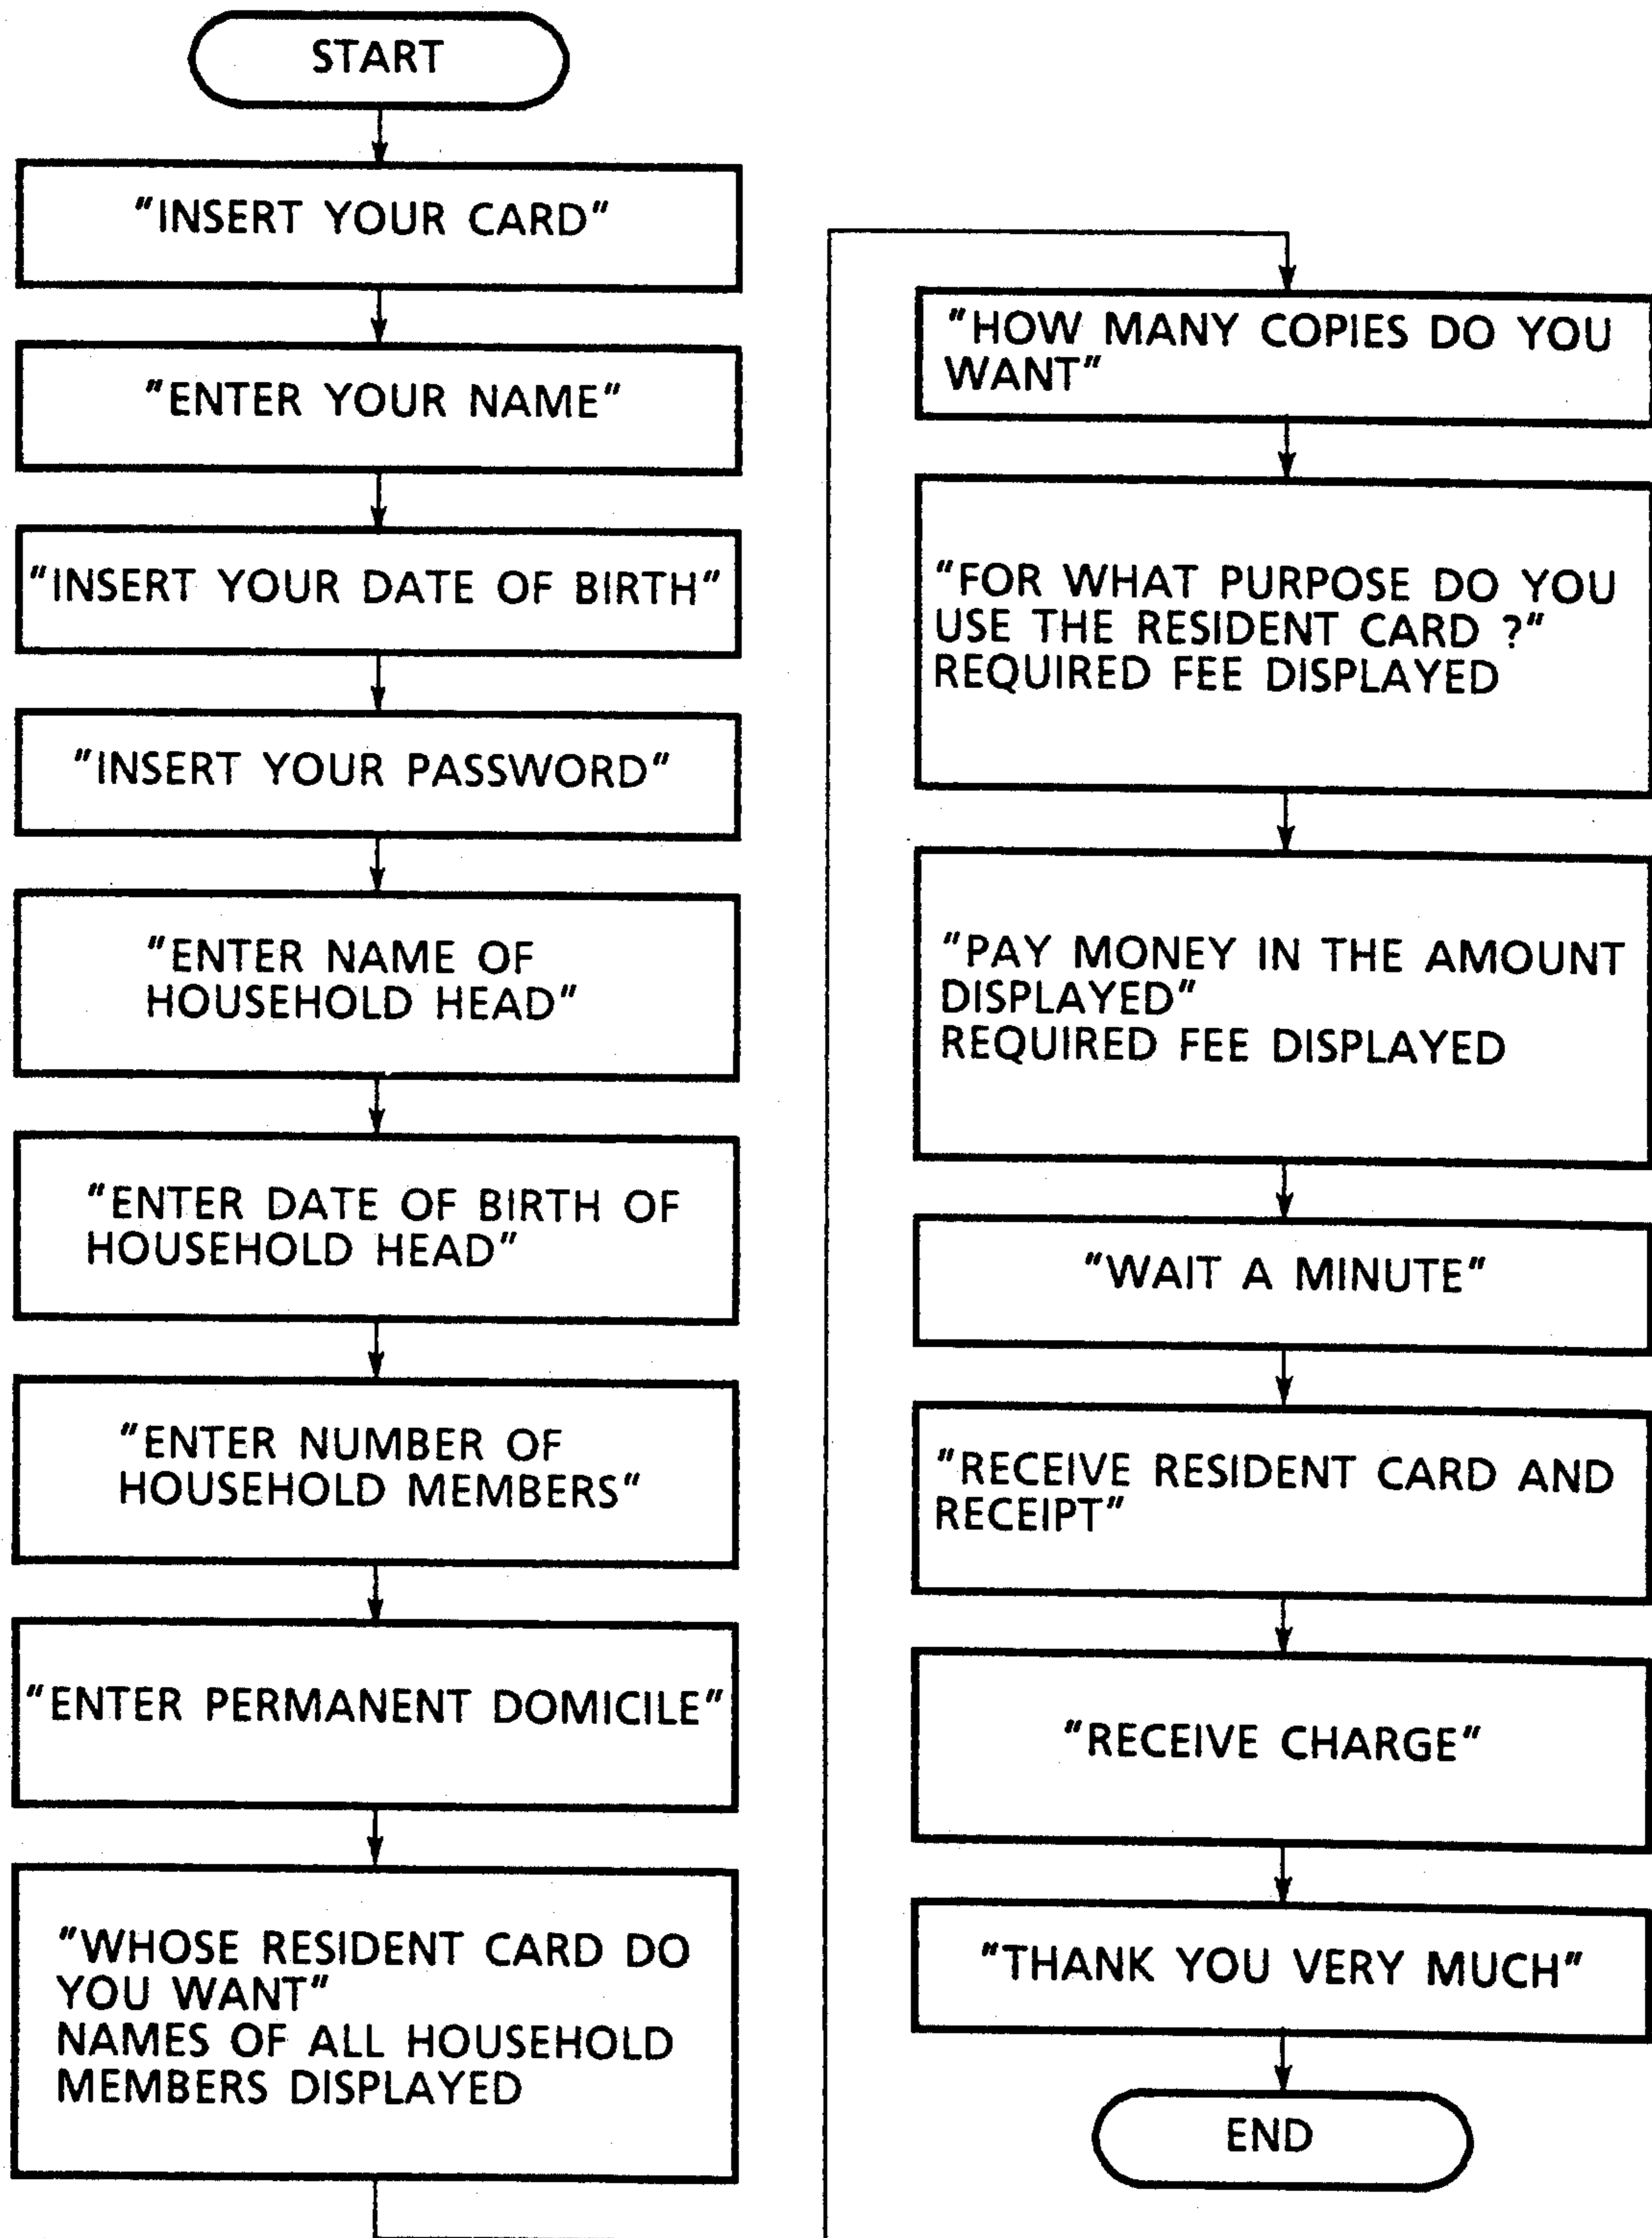 START
"INSERT YOUR CARD"
"ENTER YOUR NAME"
"INSERT YOUR DATE OF BIRTH"
"INSERT YOUR PASSWORD"
"ENTER NAME OF
HOUSEHOLD HEAD"
"ENTER DATE OF BIRTH OF
HOUSEHOLD HEAD"
"ENTER NUMBER OF
HOUSEHOLD MEMBERS"
"ENTER PERMANENT DOMICILE"
"WHOSE RESIDENT CARD DO
YOU WANT"
NAMES OF ALL HOUSEHOLD
MEMBERS DISPLAYED
"HOW MANY COPIES DO YOU
WANT"
"FOR WHAT PURPOSE DO YOU
USE THE RESIDENT CARD ?"
REQUIRED FEE DISPLAYED
"PAY MONEY IN THE AMOUNT
DISPLAYED"
REQUIRED FEE DISPLAYED
"WAIT A MINUTE"
"RECEIVE RESIDENT CARD AND
RECEIPT"
"RECEIVE CHARGE"
"THANK YOU VERY MUCH"
END